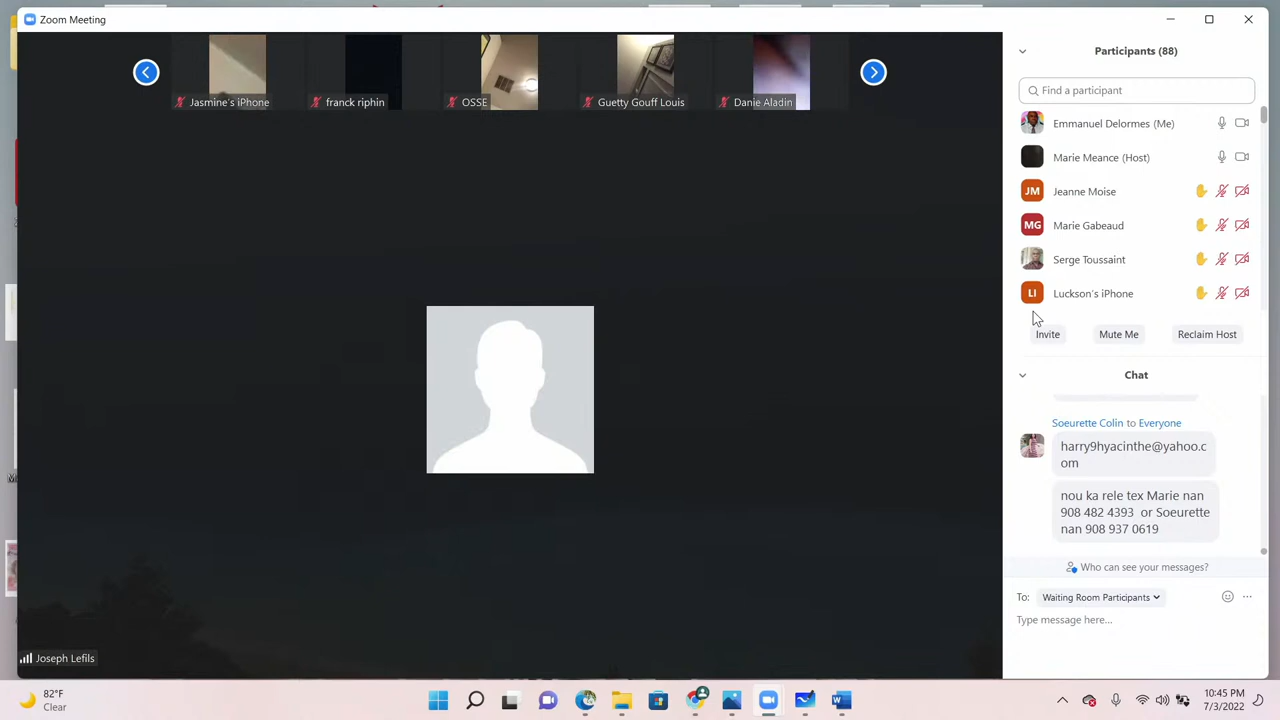 Zoom Meeting
Jasmine's iPhone
franck riphin
OSSE
Guetty Gouff Louis
Danie Aladin
Joseph Lefils
Participants (88)
Find a participant
Emmanuel Delormes (Me)
Marie Meance (Host)
JM Jeanne Moise
MG Marie Gabeaud
Serge Toussaint
LI Luckson's iPhone
Invite Mute Me Reclaim Host
Chat
Soeurette Colin to Everyone
harry9hyacinthe@yahoo.c
om
nou ka rele tex Marie nan
908 482 4393 or Soeurette
nan 908 937 0619
Who can see your messages?
To: Waiting Room Participants
Type message here...
82°F
Clear
10:45 PM
7/3/2022